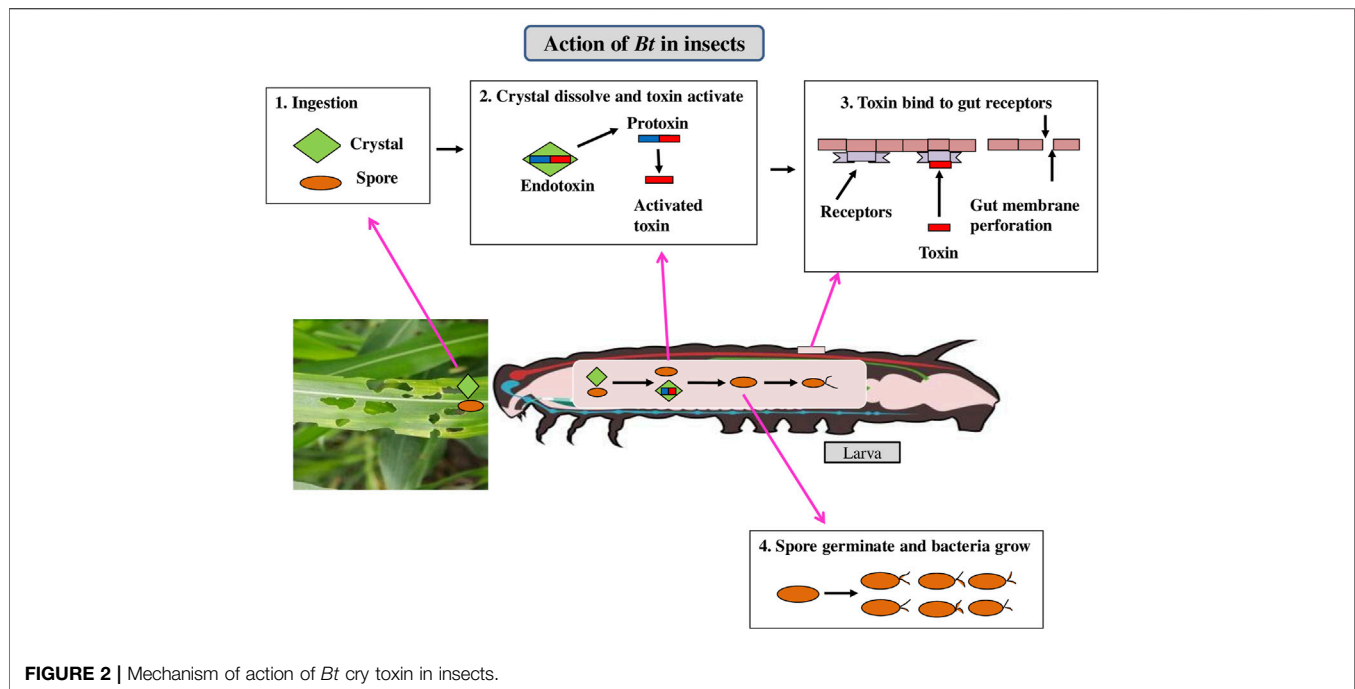 Action of Bt in insects
1. Ingestion
Crystal
Spore
2. Crystal dissolve and toxin activate
Protoxin
Endotoxin
Activated
toxin
3. Toxin bind to gut receptors
Receptors
Gut membrane
perforation
Toxin
Larva
4. Spore germinate and bacteria grow
FIGURE 2 | Mechanism of action of Bt cry toxin in insects.